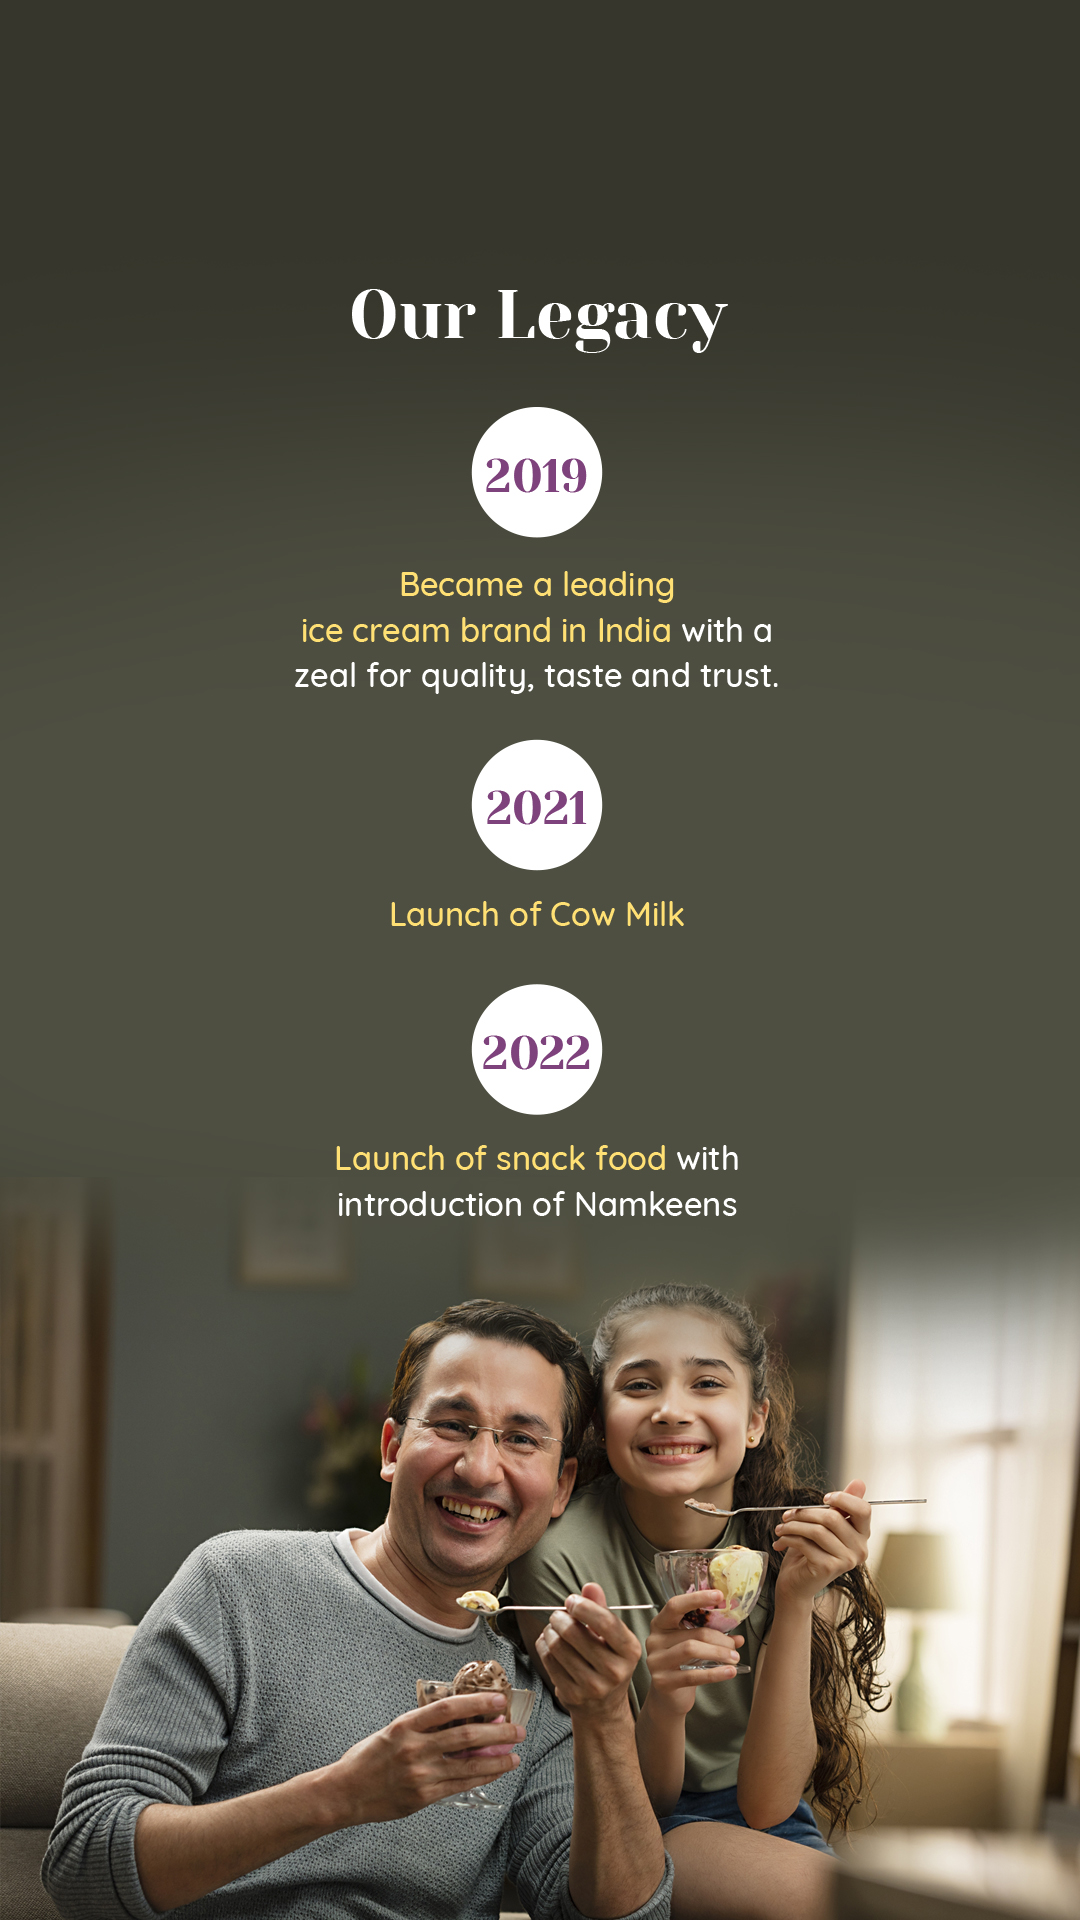 Our Legacy
2019
Became a leading
ice cream brand in India with a
zeal for quality, taste and trust.
2021
Launch of Cow Milk
2022
Launch of snack food with
introduction of Namkeens